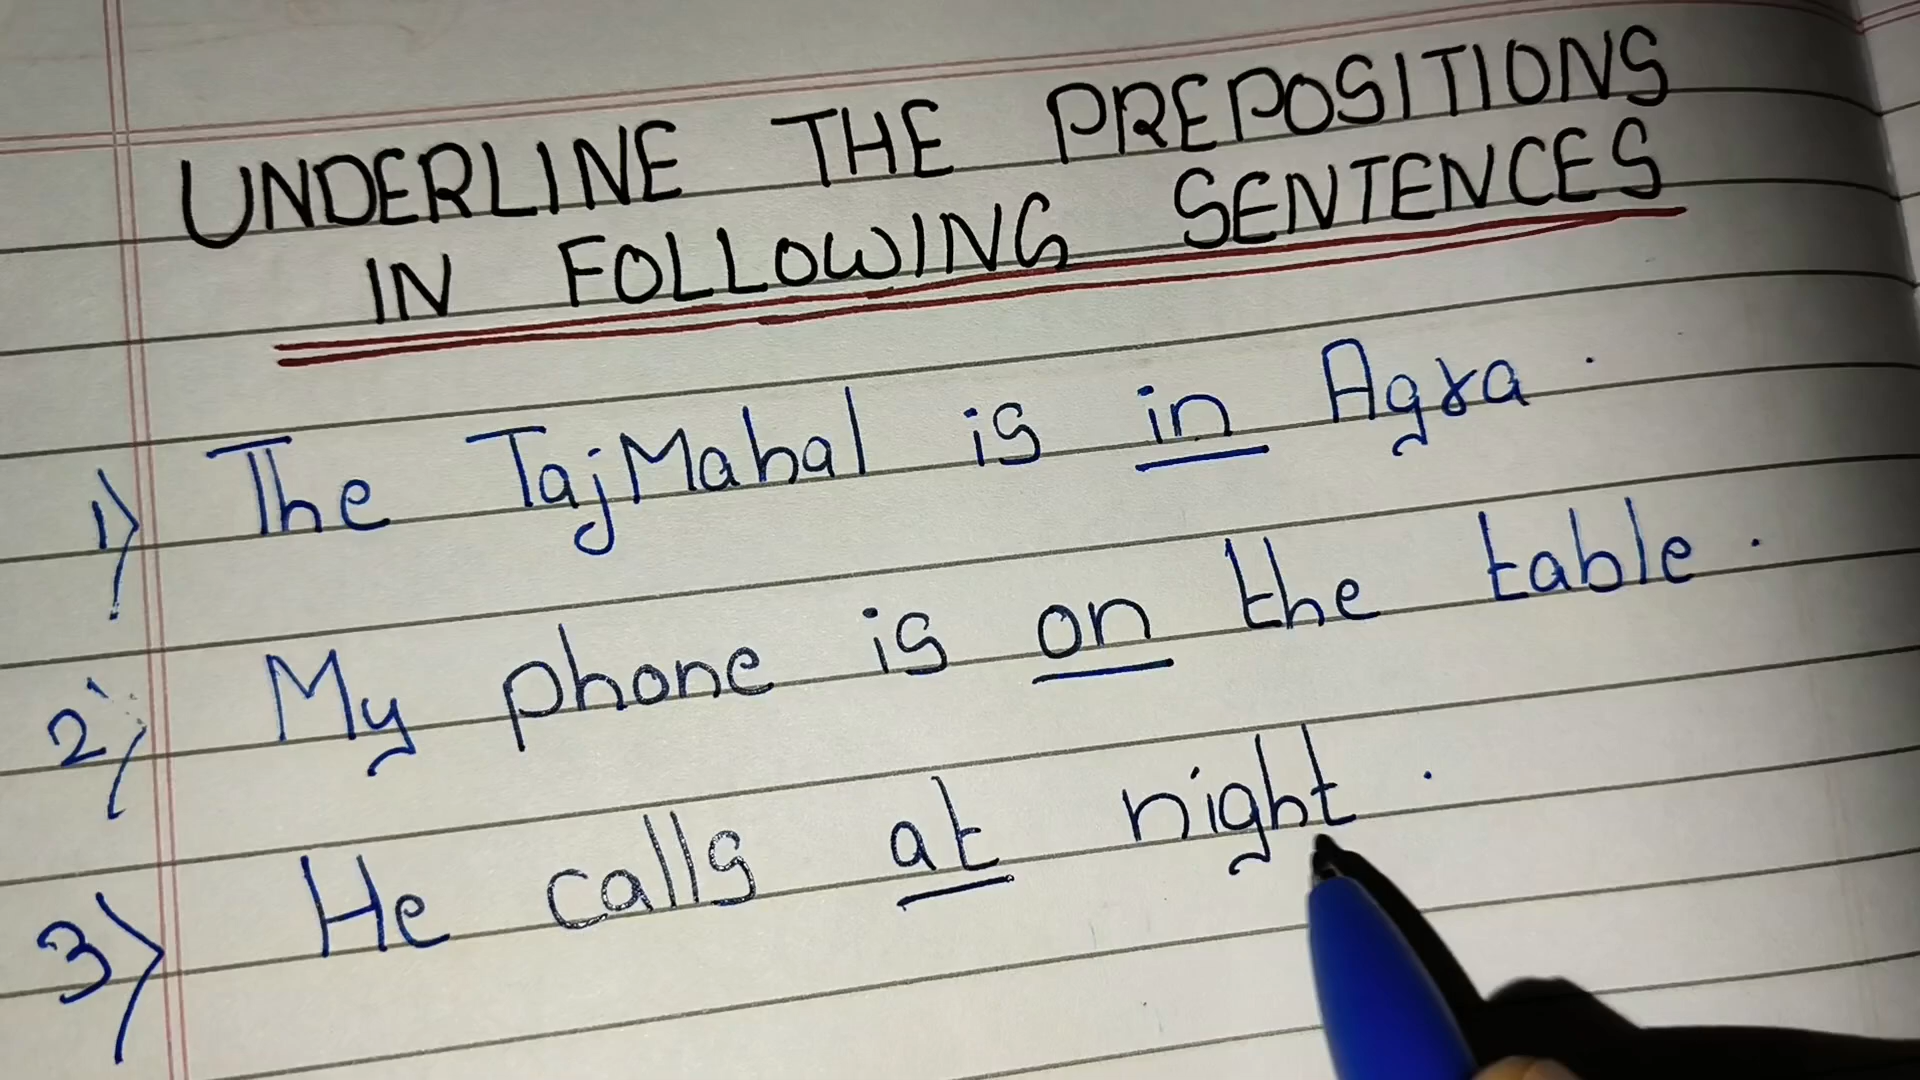 UNDERLINE THE PREPOSITIONS
IN FOLLOWING SENTENCES
1) The TajMahal is in Agra.
2) My phone is on the table.
3) He calls at night.